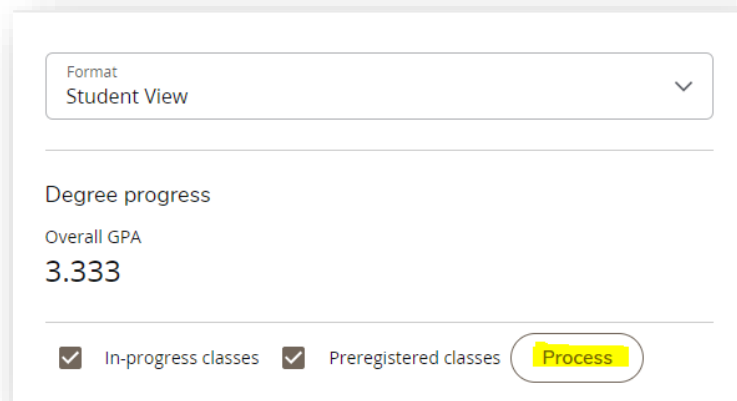 Format
Student View
Degree progress
Overall GPA
3.333
In-progress classes Preregistered classes Process